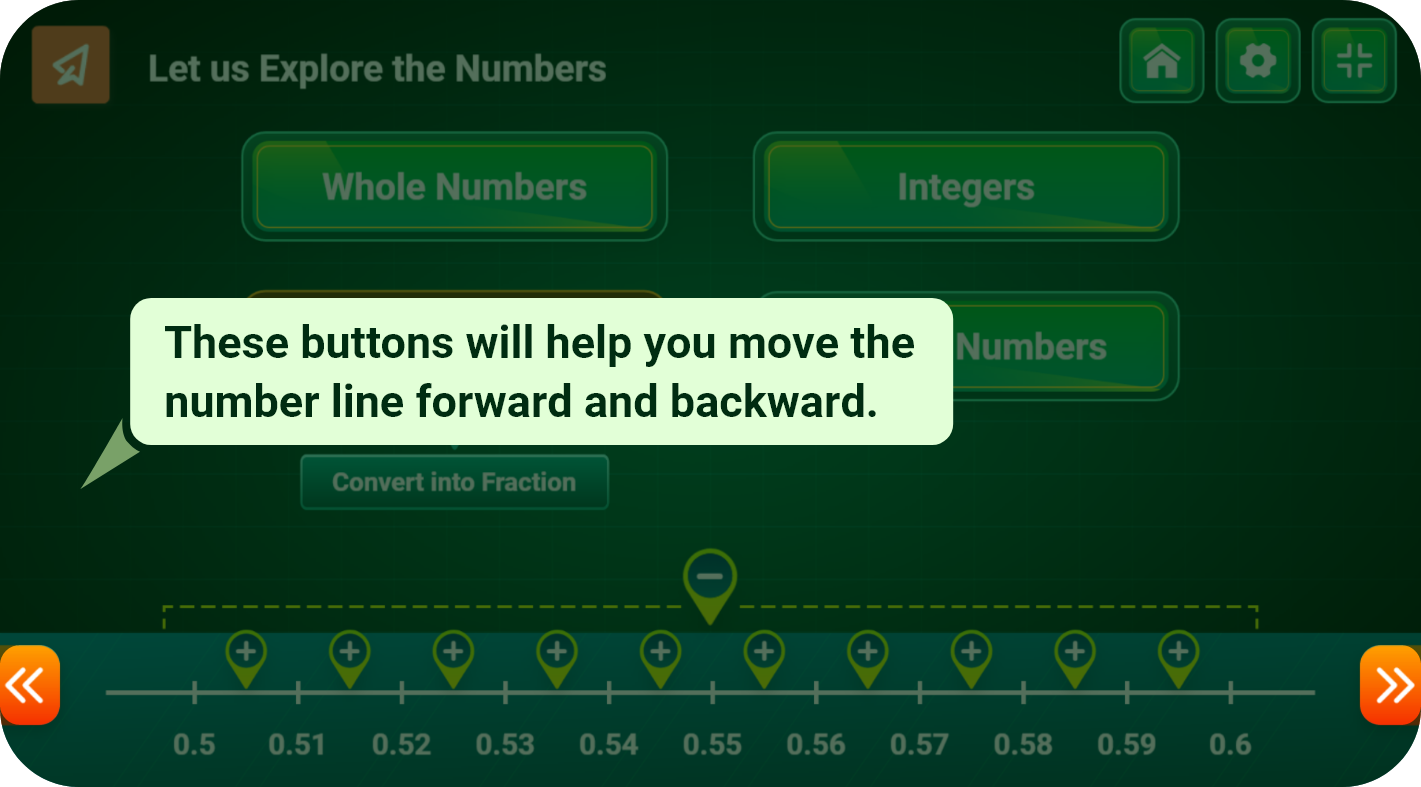 Let us Explore the Numbers
Whole Numbers
Integers
These buttons will help you move the
number line forward and backward.
Numbers
Convert into Fraction
0.5 0.51 0.52 0.53 0.54 0.55 0.56 0.57 0.58 0.59 0.6